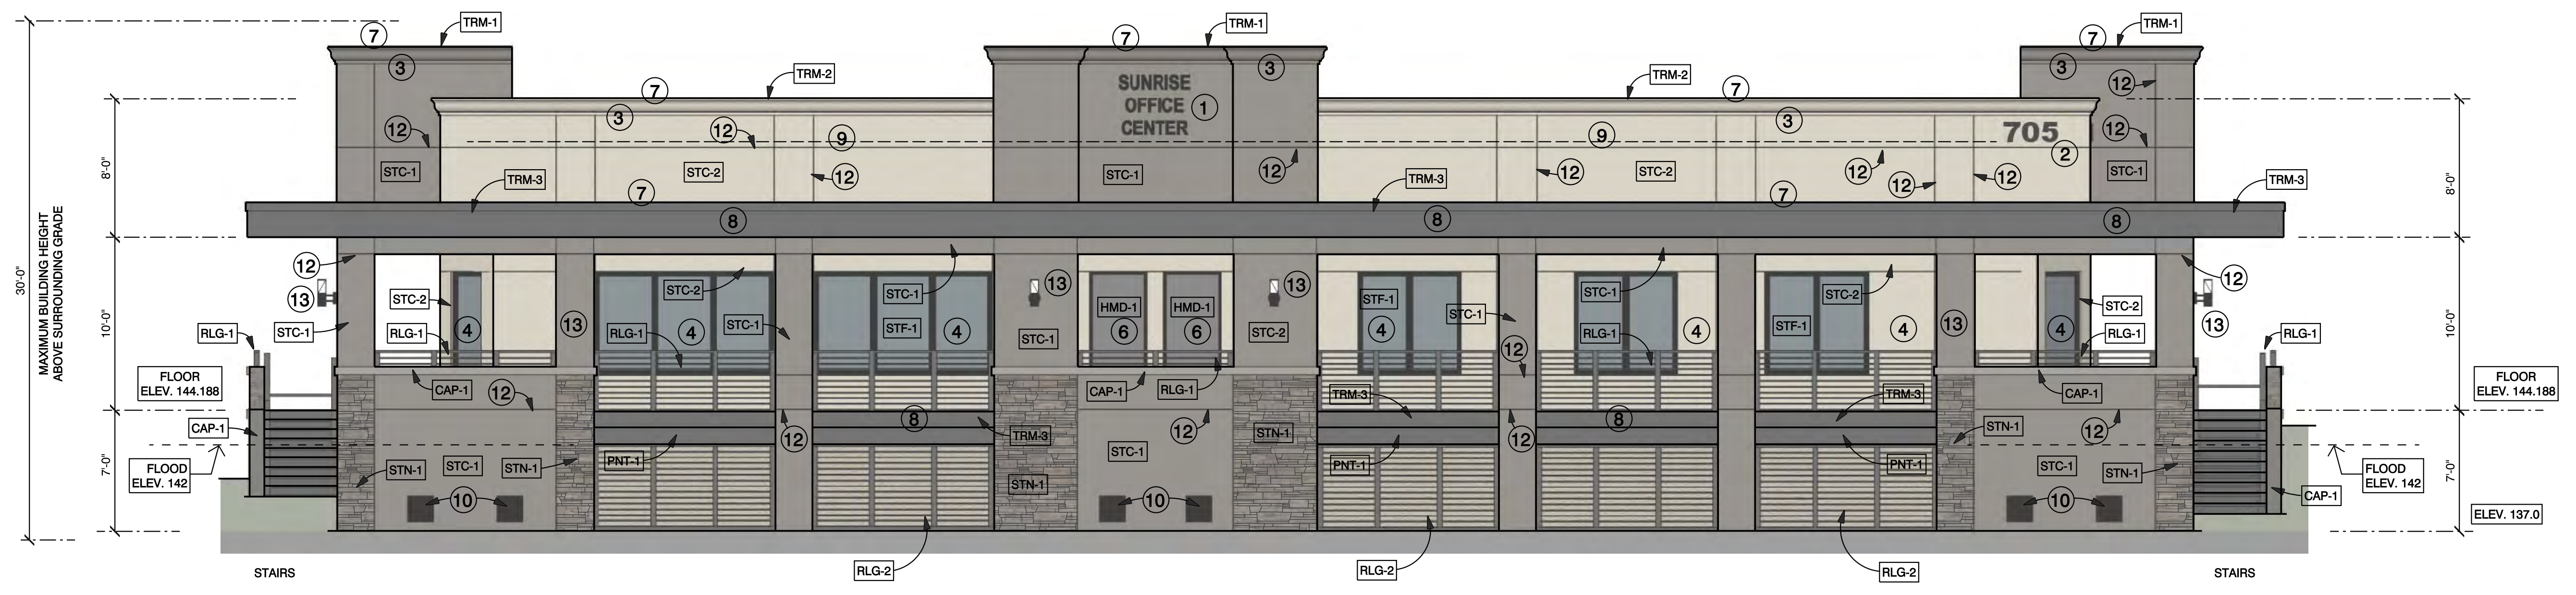 TRM-1
TRM-1
TRM-1
7
7
7
3
3
3
TRM-2
TRM-2
7
7
SUNRISE
OFFICE
CENTER
1
12
3
3
12
12
9
9
12
705
2
8'-0"
STC-1
STC-2
12
STC-1
12
12
STC-2
12
12
12
STC-1
8'-0"
TRM-3
7
TRM-3
7
TRM-3
8
8
8
30'-0"
MAXIMUM BUILDING HEIGHT
ABOVE SURROUNDING GRADE
12
12
13
STC-2
STC-2
STC-1
13
13
STC-1
STC-2
STC-2
13
10'-0"
RLG-1
STC-1
RLG-1
4
13
RLG-1
4
STC-1
STF-1
4
STC-1
HMD-1
6
HMD-1
6
STC-2
STF-1
4
STC-1
RLG-1
4
STF-1
4
13
4
RLG-1
RLG-1
10'-0"
12
FLOOR
ELEV. 144.188
CAP-1
12
CAP-1
RLG-1
TRM-3
TRM-3
CAP-1
FLOOR
ELEV. 144.188
CAP-1
8
12
TRM-3
12
STN-1
12
8
STN-1
12
7'-0"
FLOOD
ELEV. 142
STN-1
STC-1
STN-1
PNT-1
STC-1
STN-1
PNT-1
PNT-1
STC-1
STN-1
FLOOD
ELEV. 142
7'-0"
10
10
10
CAP-1
ELEV. 137.0
STAIRS
RLG-2
RLG-2
RLG-2
STAIRS